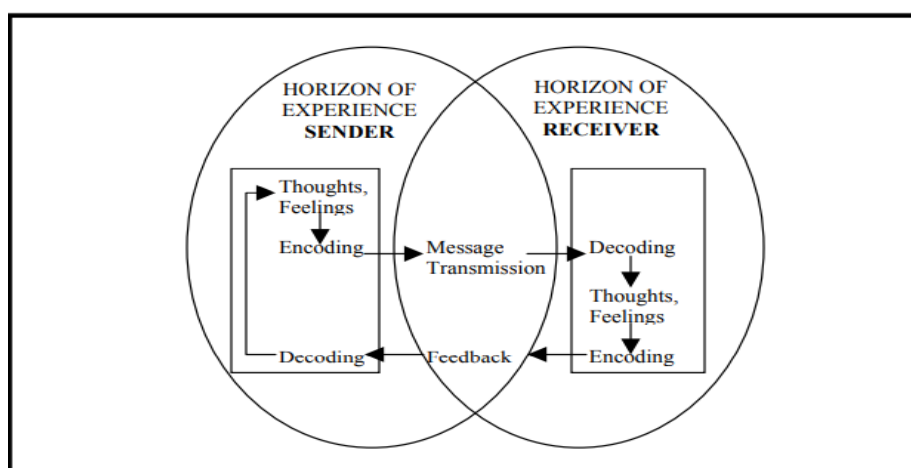 HORIZON OF
EXPERIENCE
SENDER
HORIZON OF
EXPERIENCE
RECEIVER
Thoughts,
Feelings
Encoding
Message
Transmission
Decoding
Thoughts,
Feelings
Encoding
Feedback
Decoding